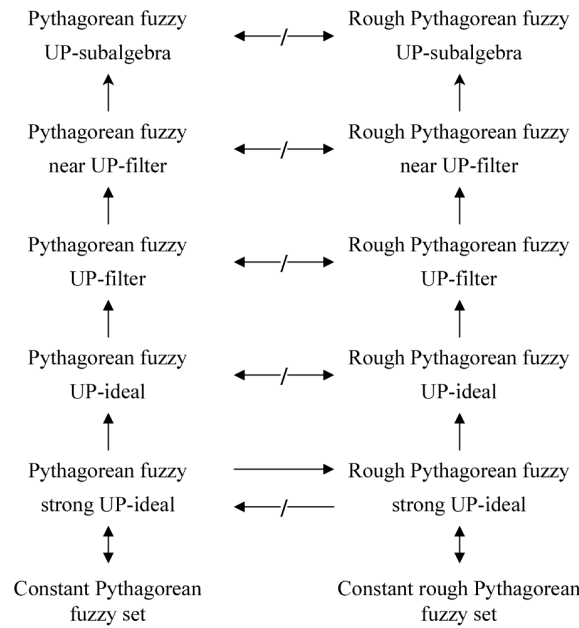 Pythagorean fuzzy
UP-subalgebra
/
Rough Pythagorean fuzzy
UP-subalgebra
Pythagorean fuzzy
near UP-filter
/
Rough Pythagorean fuzzy
near UP-filter
Pythagorean fuzzy
UP-filter
/
Rough Pythagorean fuzzy
UP-filter
Pythagorean fuzzy
UP-ideal
/
Rough Pythagorean fuzzy
UP-ideal
Pythagorean fuzzy
strong UP-ideal
/
Rough Pythagorean fuzzy
strong UP-ideal
Constant Pythagorean
fuzzy set
Constant rough Pythagorean
fuzzy set